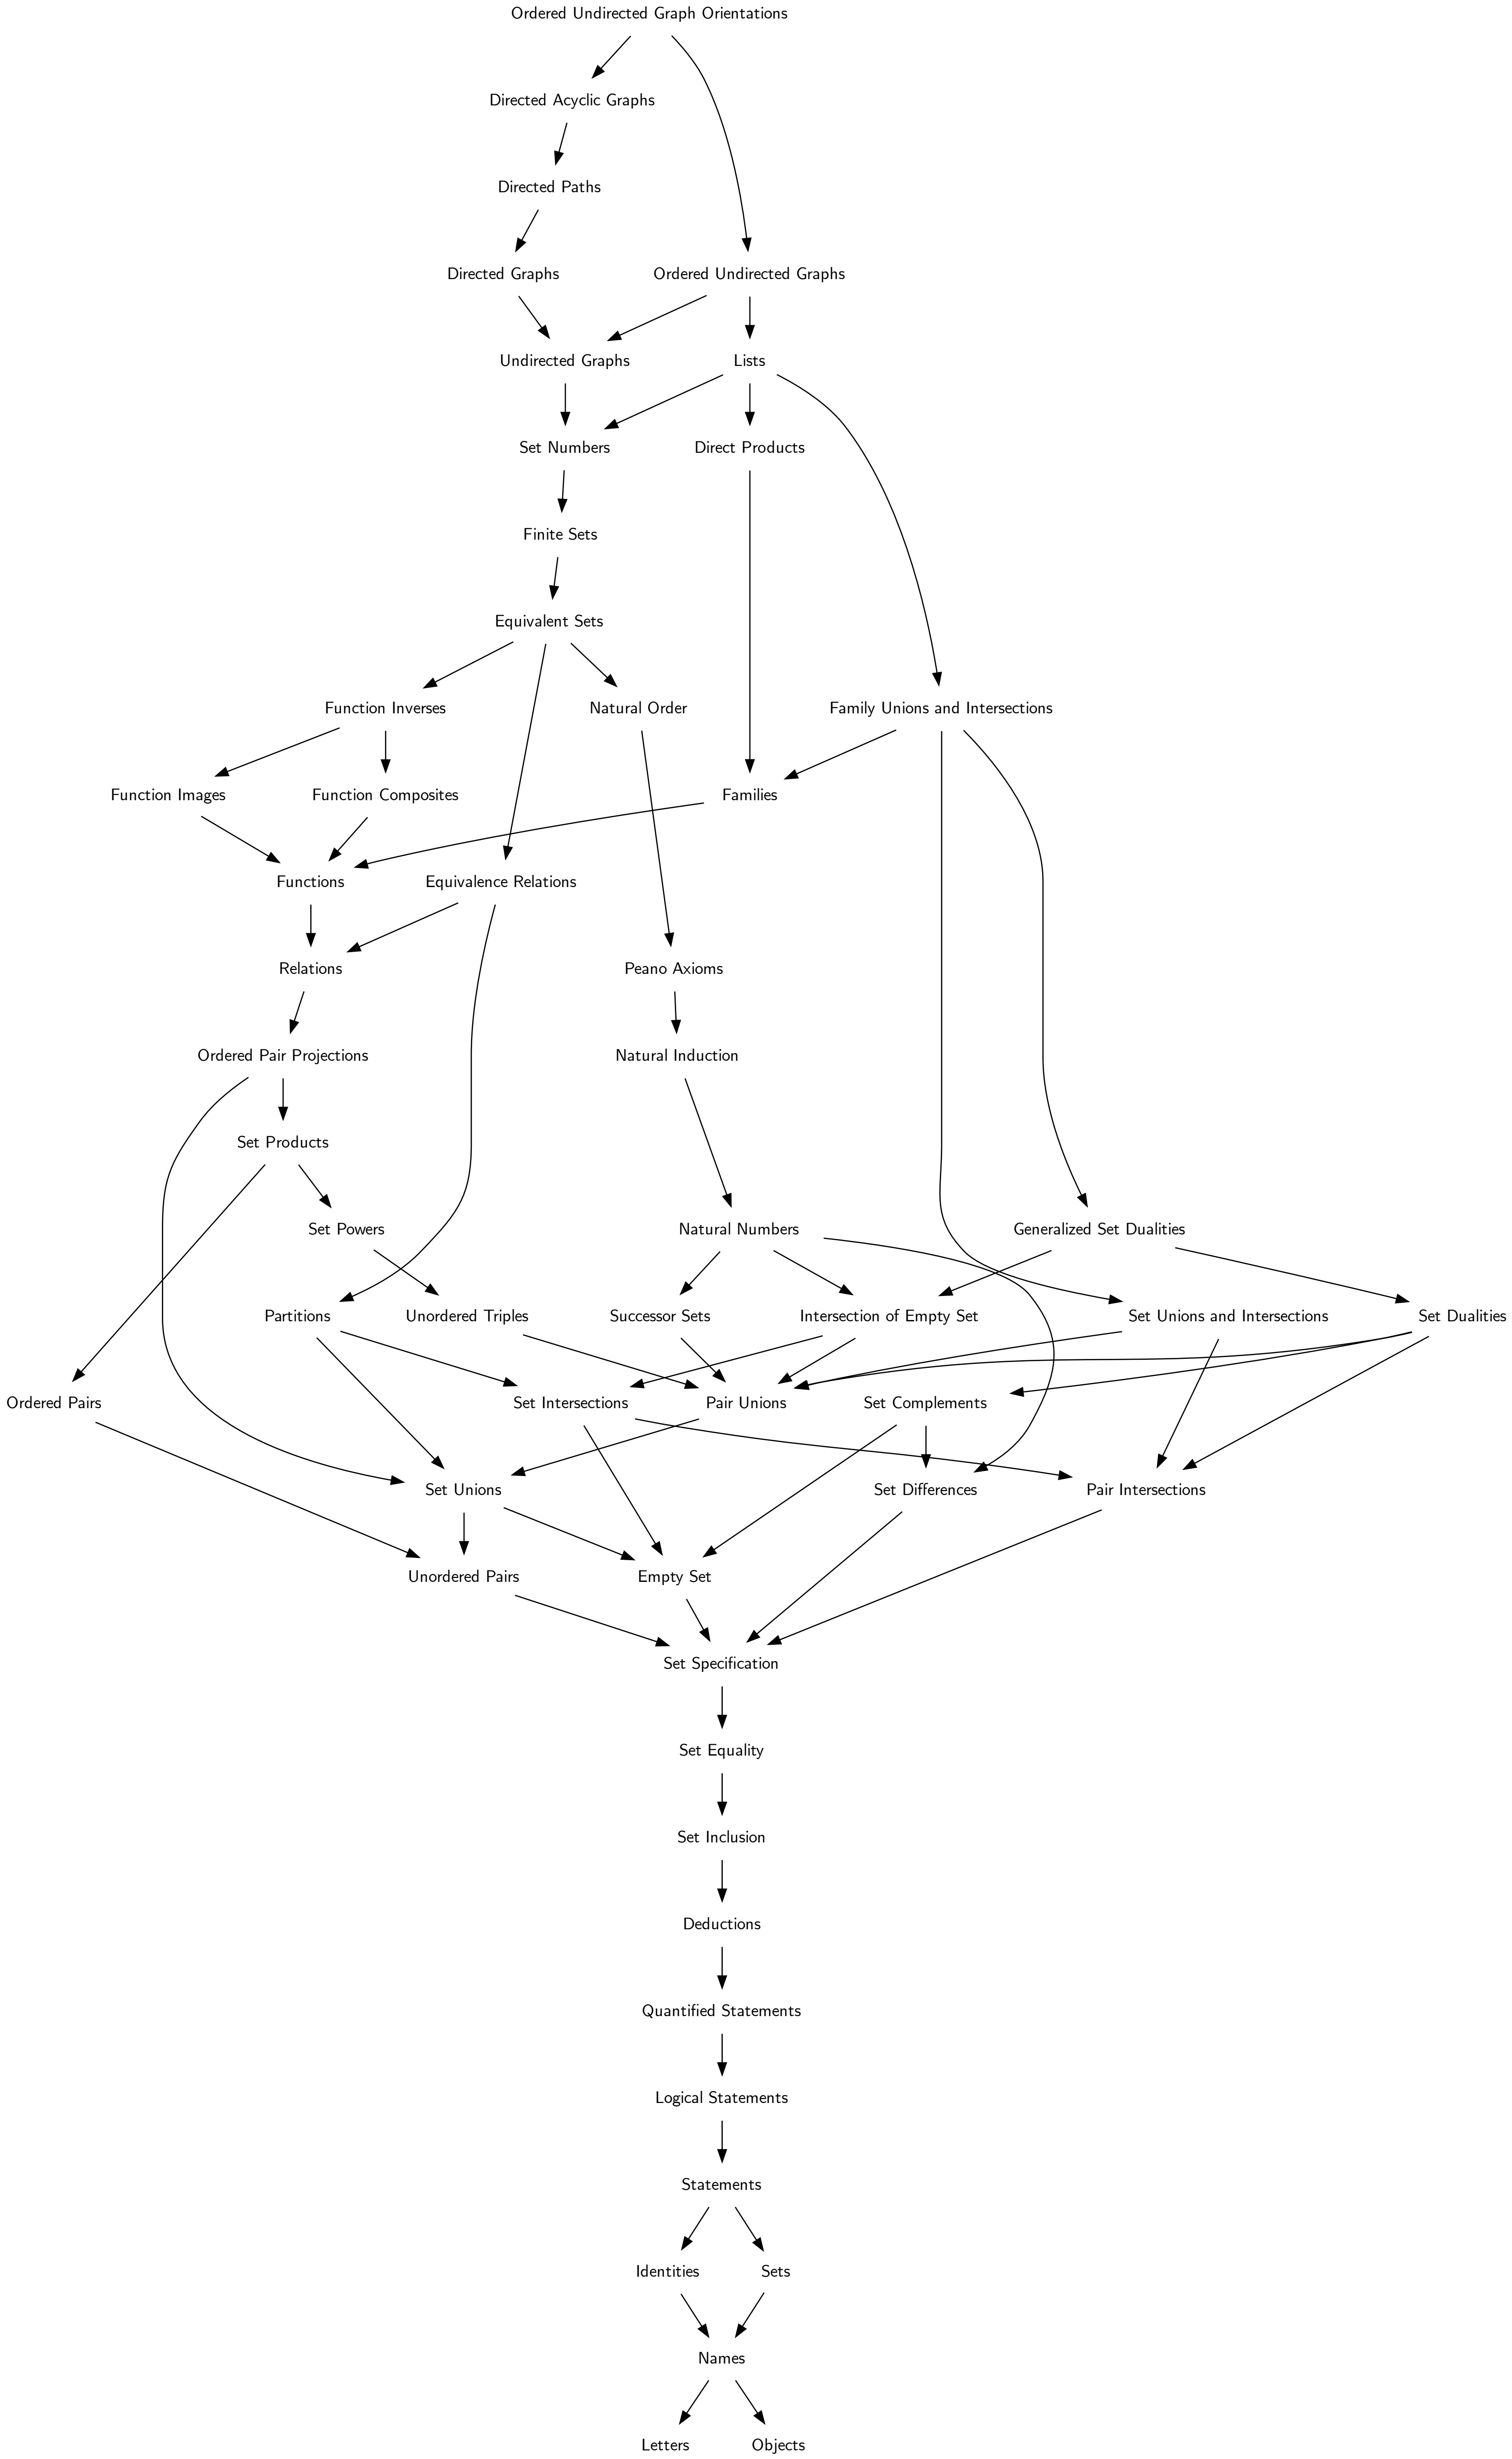 Ordered Undirected Graph Orientations
Directed Acyclic Graphs
Directed Paths
Directed Graphs
Ordered Undirected Graphs
Undirected Graphs
Lists
Set Numbers
Direct Products
Finite Sets
Equivalent Sets
Function Inverses
Natural Order
Family Unions and Intersections
Function Images
Function Composites
Families
Functions
Equivalence Relations
Relations
Peano Axioms
Ordered Pair Projections
Natural Induction
Set Products
Set Powers
Natural Numbers
Generalized Set Dualities
Partitions
Unordered Triples
Successor Sets
Intersection of Empty Set
Set Unions and Intersections
Set Dualities
Ordered Pairs
Set Intersections
Pair Unions
Set Complements
Set Unions
Set Differences
Pair Intersections
Unordered Pairs
Empty Set
Set Specification
Set Equality
Set Inclusion
Deductions
Quantified Statements
Logical Statements
Statements
Identities
Sets
Names
Letters
Objects